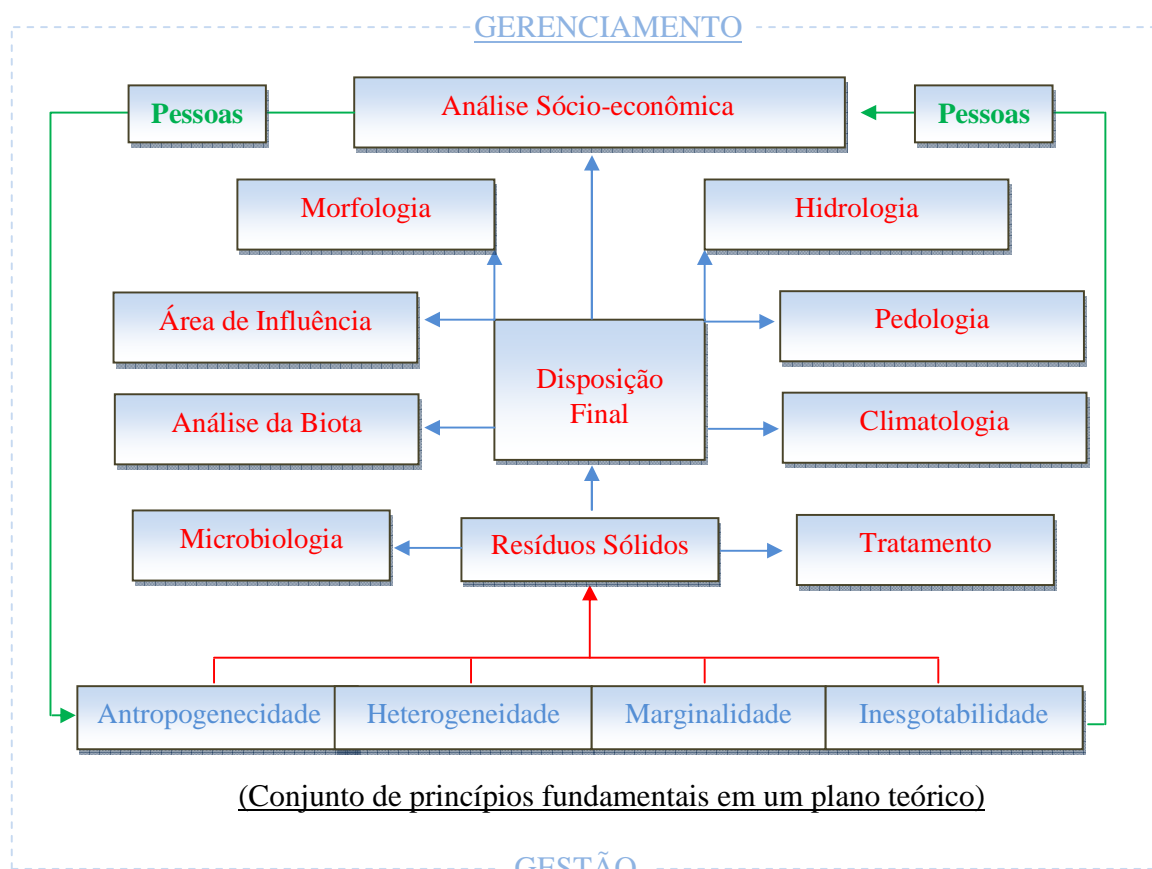 GERENCIAMENTO
Pessoas
Análise Sócio-econômica
Pessoas
Morfologia
Hidrologia
Área de Influência
Pedologia
Disposição
Final
Análise da Biota
Climatologia
Microbiologia
Resíduos Sólidos
Tratamento
Antropogenecidade
Heterogeneidade
Marginalidade
Inesgotabilidade
(Conjunto de princípios fundamentais em um plano teórico)
GESTÃO